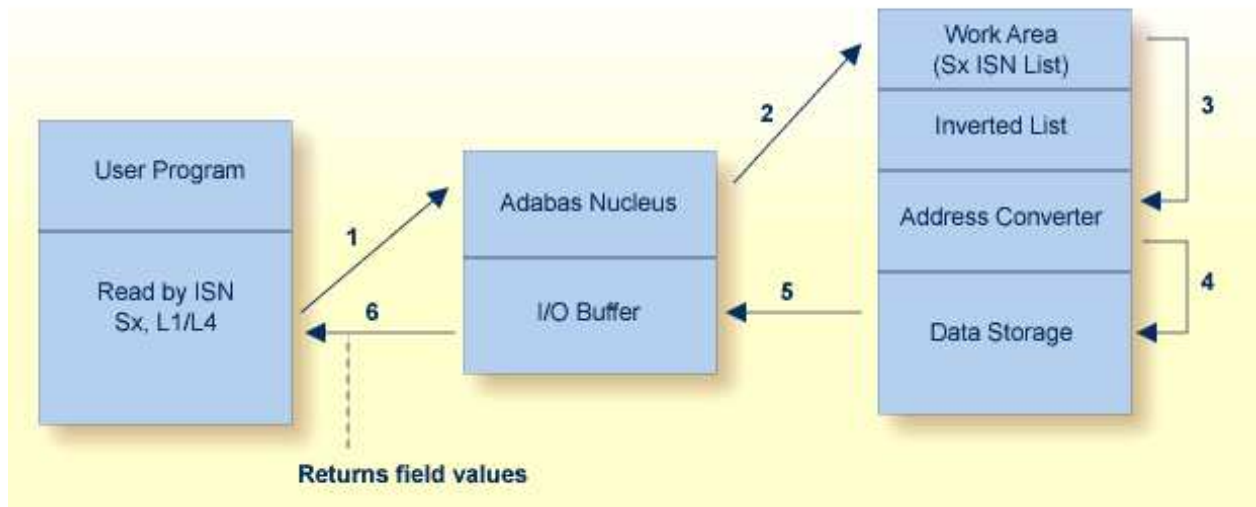 User Program
Read by ISN
Sx, L1/L4
1
6
Returns field values
Adabas Nucleus
I/O Buffer
2
5
Work Area
(Sx ISN List)
Inverted List
Address Converter
Data Storage
3
4